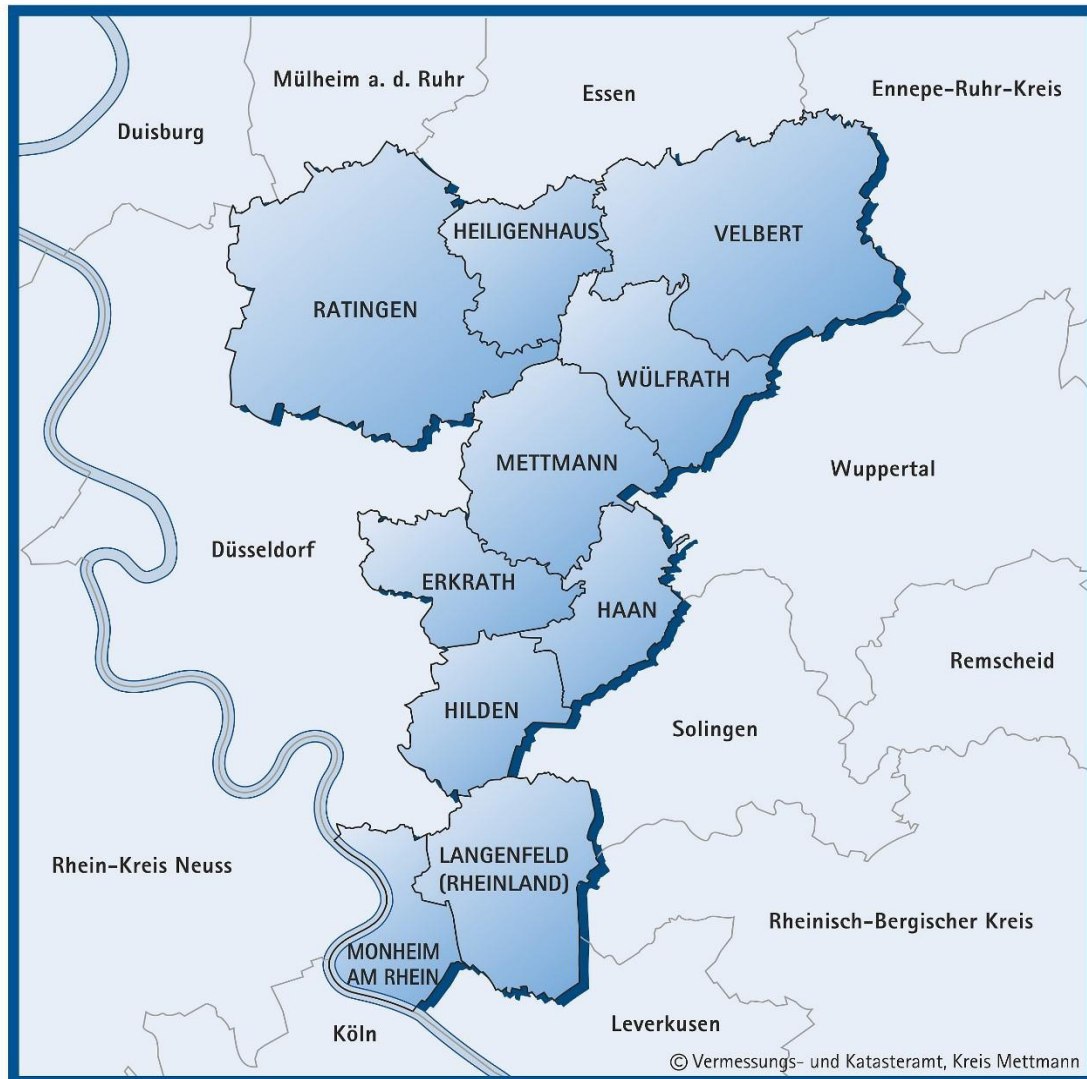 Mülheim a. d. Ruhr
Essen
Ennepe-Ruhr-Kreis
Duisburg
HEILIGENHAUS
VELBERT
RATINGEN
WÜLFRATH
METTMANN
Wuppertal
Düsseldorf
ERKRATH
HAAN
Remscheid
HILDEN
Solingen
Rhein-Kreis Neuss
LANGENFELD
(RHEINLAND)
Rheinisch-Bergischer Kreis
MONHEIM
AM RHEIN
Köln
Leverkusen
© Vermessungs- und Katasteramt, Kreis Mettmann